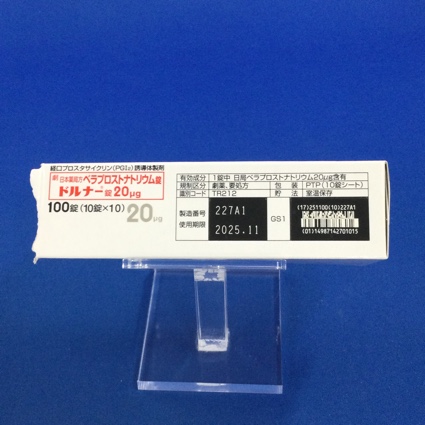 経口プロスタサイクリン(PGI₂)誘導体製剤
劇 日本薬局方 ベラプロストナトリウム錠
ドルナー錠20μg
100錠(10錠×10) 20μg
有効成分 1錠中 日局ベラプロストナトリウム20μg含有
規制区分 劇薬、要処方 包装 PTP(10錠シート)
識別コード TR212 貯法 室温保存
製造番号 227A1
使用期限 2025.11
GS1
(17)251100(10)227A1
(01)14987142701015